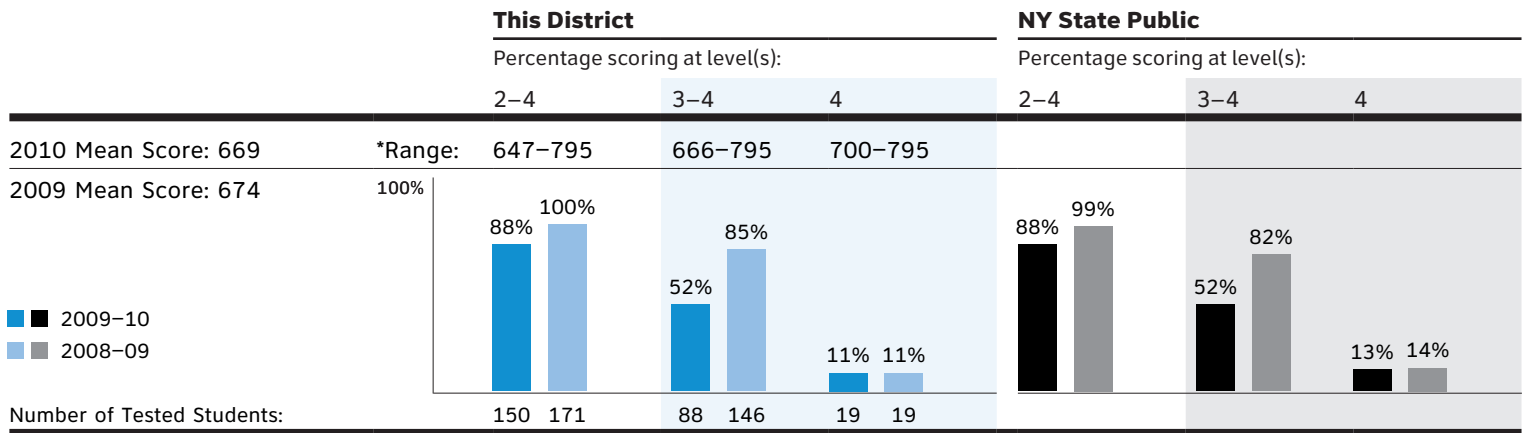 This District NY State Public
Percentage scoring at level(s): Percentage scoring at level(s):
2–4 3–4 4 2–4 3–4 4
2010 Mean Score: 669 *Range: 647–795 666–795 700–795
2009 Mean Score: 674 100%
88% 100% 52% 85% 11% 11% 88% 99% 52% 82% 13% 14%
2009–10
2008–09
Number of Tested Students: 150 171 88 146 19 19